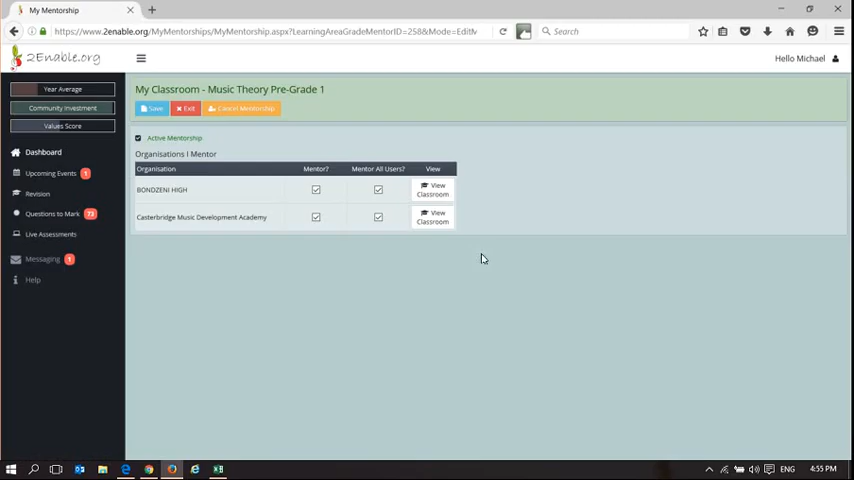 My Mentorship
https://www.2enable.org/MyMentorships/MyMentorship.aspx?LearningAreaGradeMentorID=258&Mode=EditM
Search
2Enable.org
Hello Michael
Year Average
Community Investment
Values Score
Dashboard
Upcoming Events 1
Revision
Questions to Mark 73
Live Assessments
Messaging 1
Help
My Classroom - Music Theory Pre-Grade 1
Save Exit Cancel Mentorship
Active Mentorship
Organisations I Mentor
Organisation Mentor? Mentor All Users? View
BONDZENI HIGH View Classroom
Casterbridge Music Development Academy View Classroom
ENG 4:55 PM